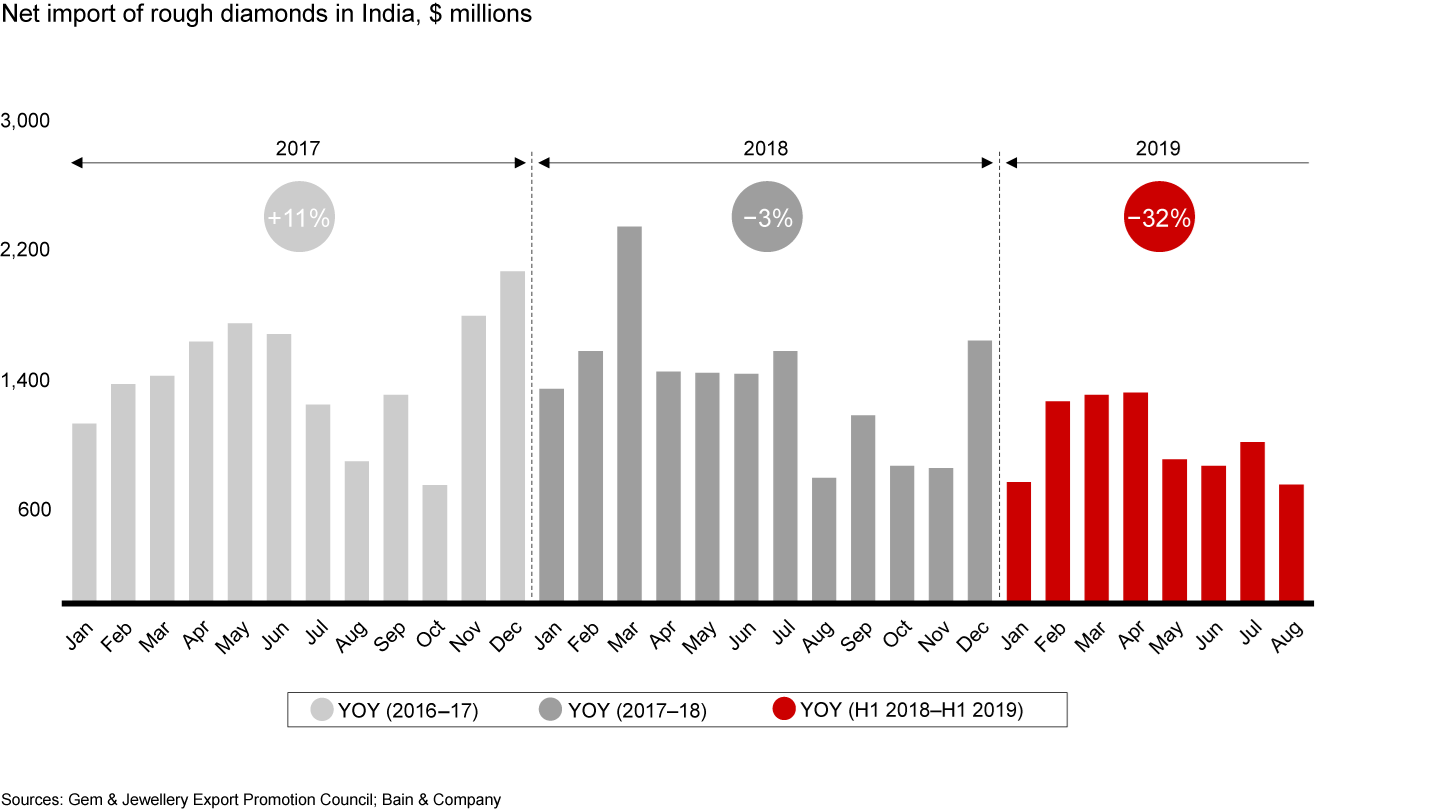 Net import of rough diamonds in India, $ millions
3,000
2017
2018
2019
+11%
−3%
−32%
2,200
1,400
600
Jan Feb Mar Apr May Jun Jul Aug Sep Oct Nov Dec Jan Feb Mar Apr May Jun Jul Aug Sep Oct Nov Dec Jan Feb Mar Apr May Jun Jul Aug
YOY (2016–17) YOY (2017–18) YOY (H1 2018–H1 2019)
Sources: Gem & Jewellery Export Promotion Council; Bain & Company